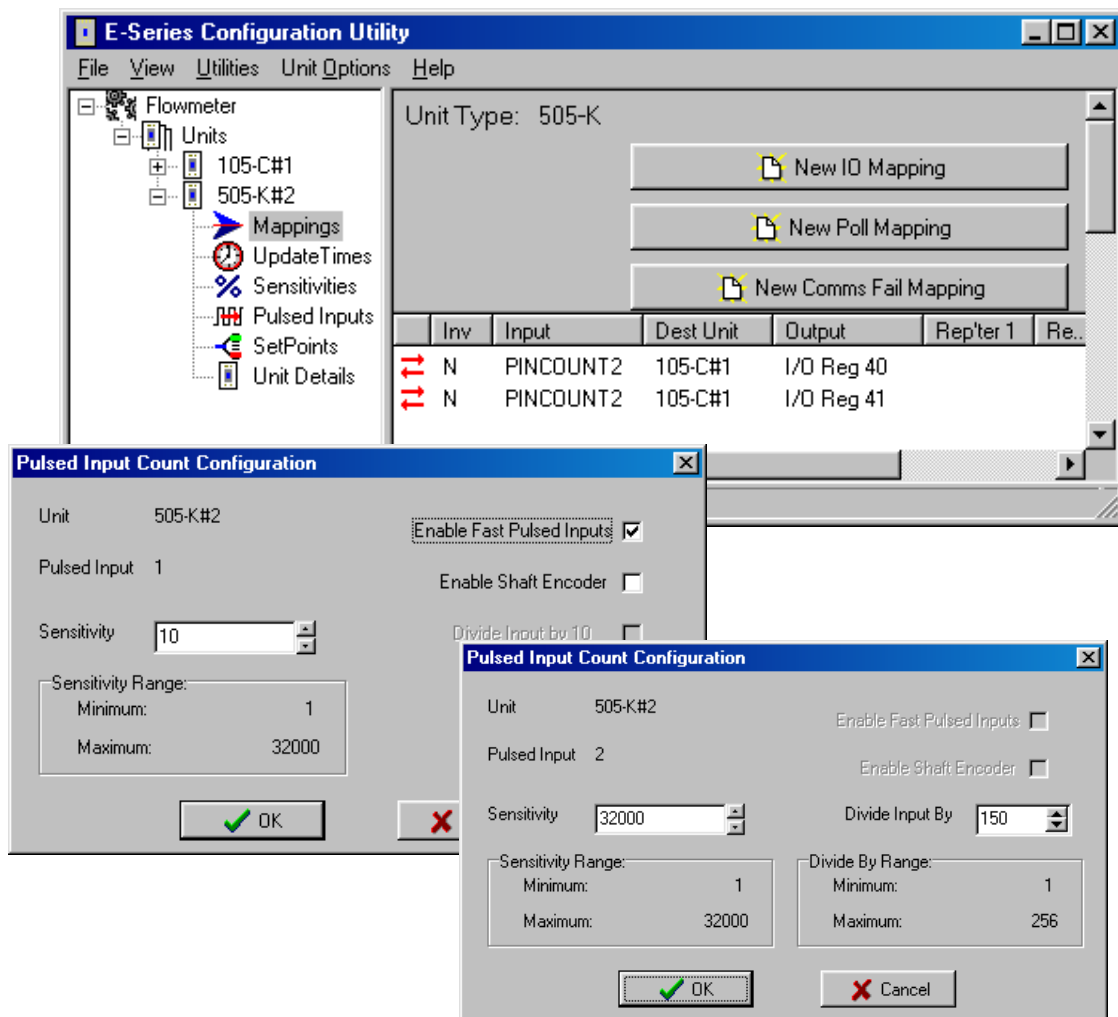 E-Series Configuration Utility
File View Utilities Unit Options Help
Flowmeter
Units
105-C#1
505-K#2
Mappings
UpdateTimes
Sensitivities
Pulsed Inputs
SetPoints
Unit Details
Unit Type: 505-K
New IO Mapping
New Poll Mapping
New Comms Fail Mapping
Inv Input Dest Unit Output Rep'ter 1 Re..
N PINCOUNT2 105-C#1 I/O Reg 40
N PINCOUNT2 105-C#1 I/O Reg 41
Pulsed Input Count Configuration
Unit 505-K#2
Enable Fast Pulsed Inputs
Pulsed Input 1
Enable Shaft Encoder
Sensitivity 10
Divide Input by 10
Sensitivity Range:
Minimum: 1
Maximum: 32000
OK
Pulsed Input Count Configuration
Unit 505-K#2
Enable Fast Pulsed Inputs
Pulsed Input 2
Enable Shaft Encoder
Sensitivity 32000
Divide Input By 150
Sensitivity Range:
Minimum: 1
Maximum: 32000
Divide By Range:
Minimum: 1
Maximum: 256
OK
Cancel